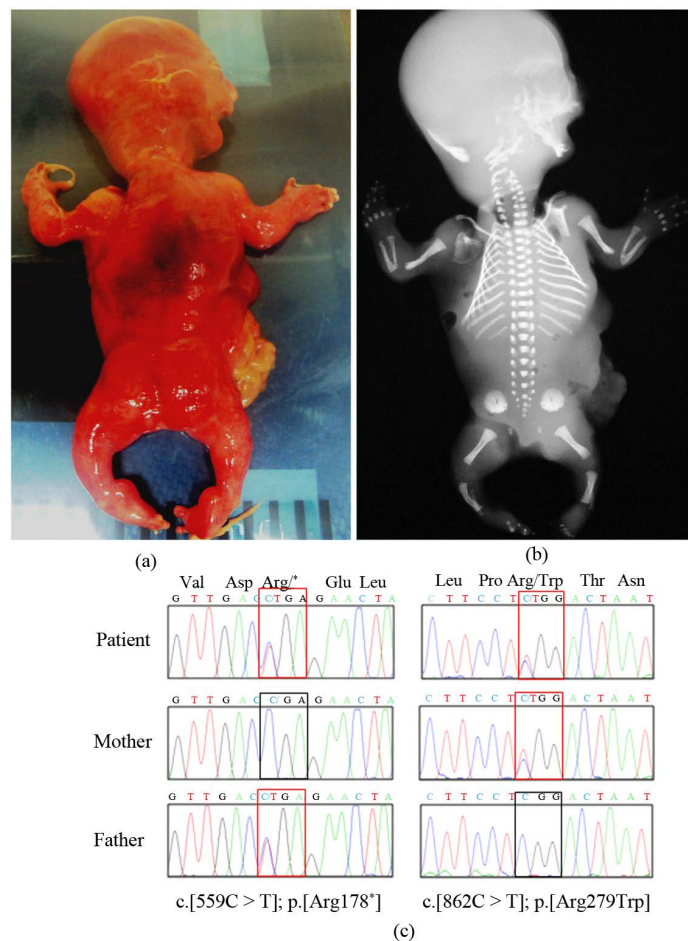 (a)
(b)
Val Asp Arg/* Glu Leu
G T T G A C C/T G A G A A C T A
Leu Pro Arg/Trp Thr Asn
C T T C C T C/T G G A C T A A T
Patient
G T T G A C C/ G A G A A C T A
C T T C C T C/T G G A C T A A T
Mother
G T T G A C C/T G A G A A C T A
C T T C C T C G G A C T A A T
Father
c.[559C > T]; p.[Arg178*]
c.[862C > T]; p.[Arg279Trp]
(c)